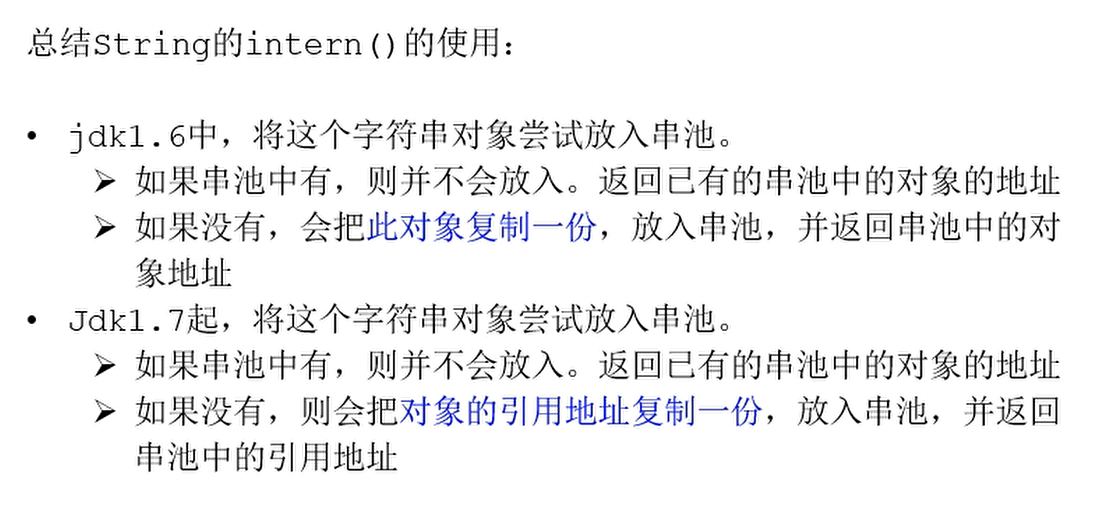 总结String的intern()的使用：
• jdk1.6中，将这个字符串对象尝试放入串池。
➢ 如果串池中有，则并不会放入。返回已有的串池中的对象的地址
➢ 如果没有，会把此对象复制一份，放入串池，并返回串池中的对
象地址
• Jdk1.7起，将这个字符串对象尝试放入串池。
➢ 如果串池中有，则并不会放入。返回已有的串池中的对象的地址
➢ 如果没有，则会把对象的引用地址复制一份，放入串池，并返回
串池中的引用地址